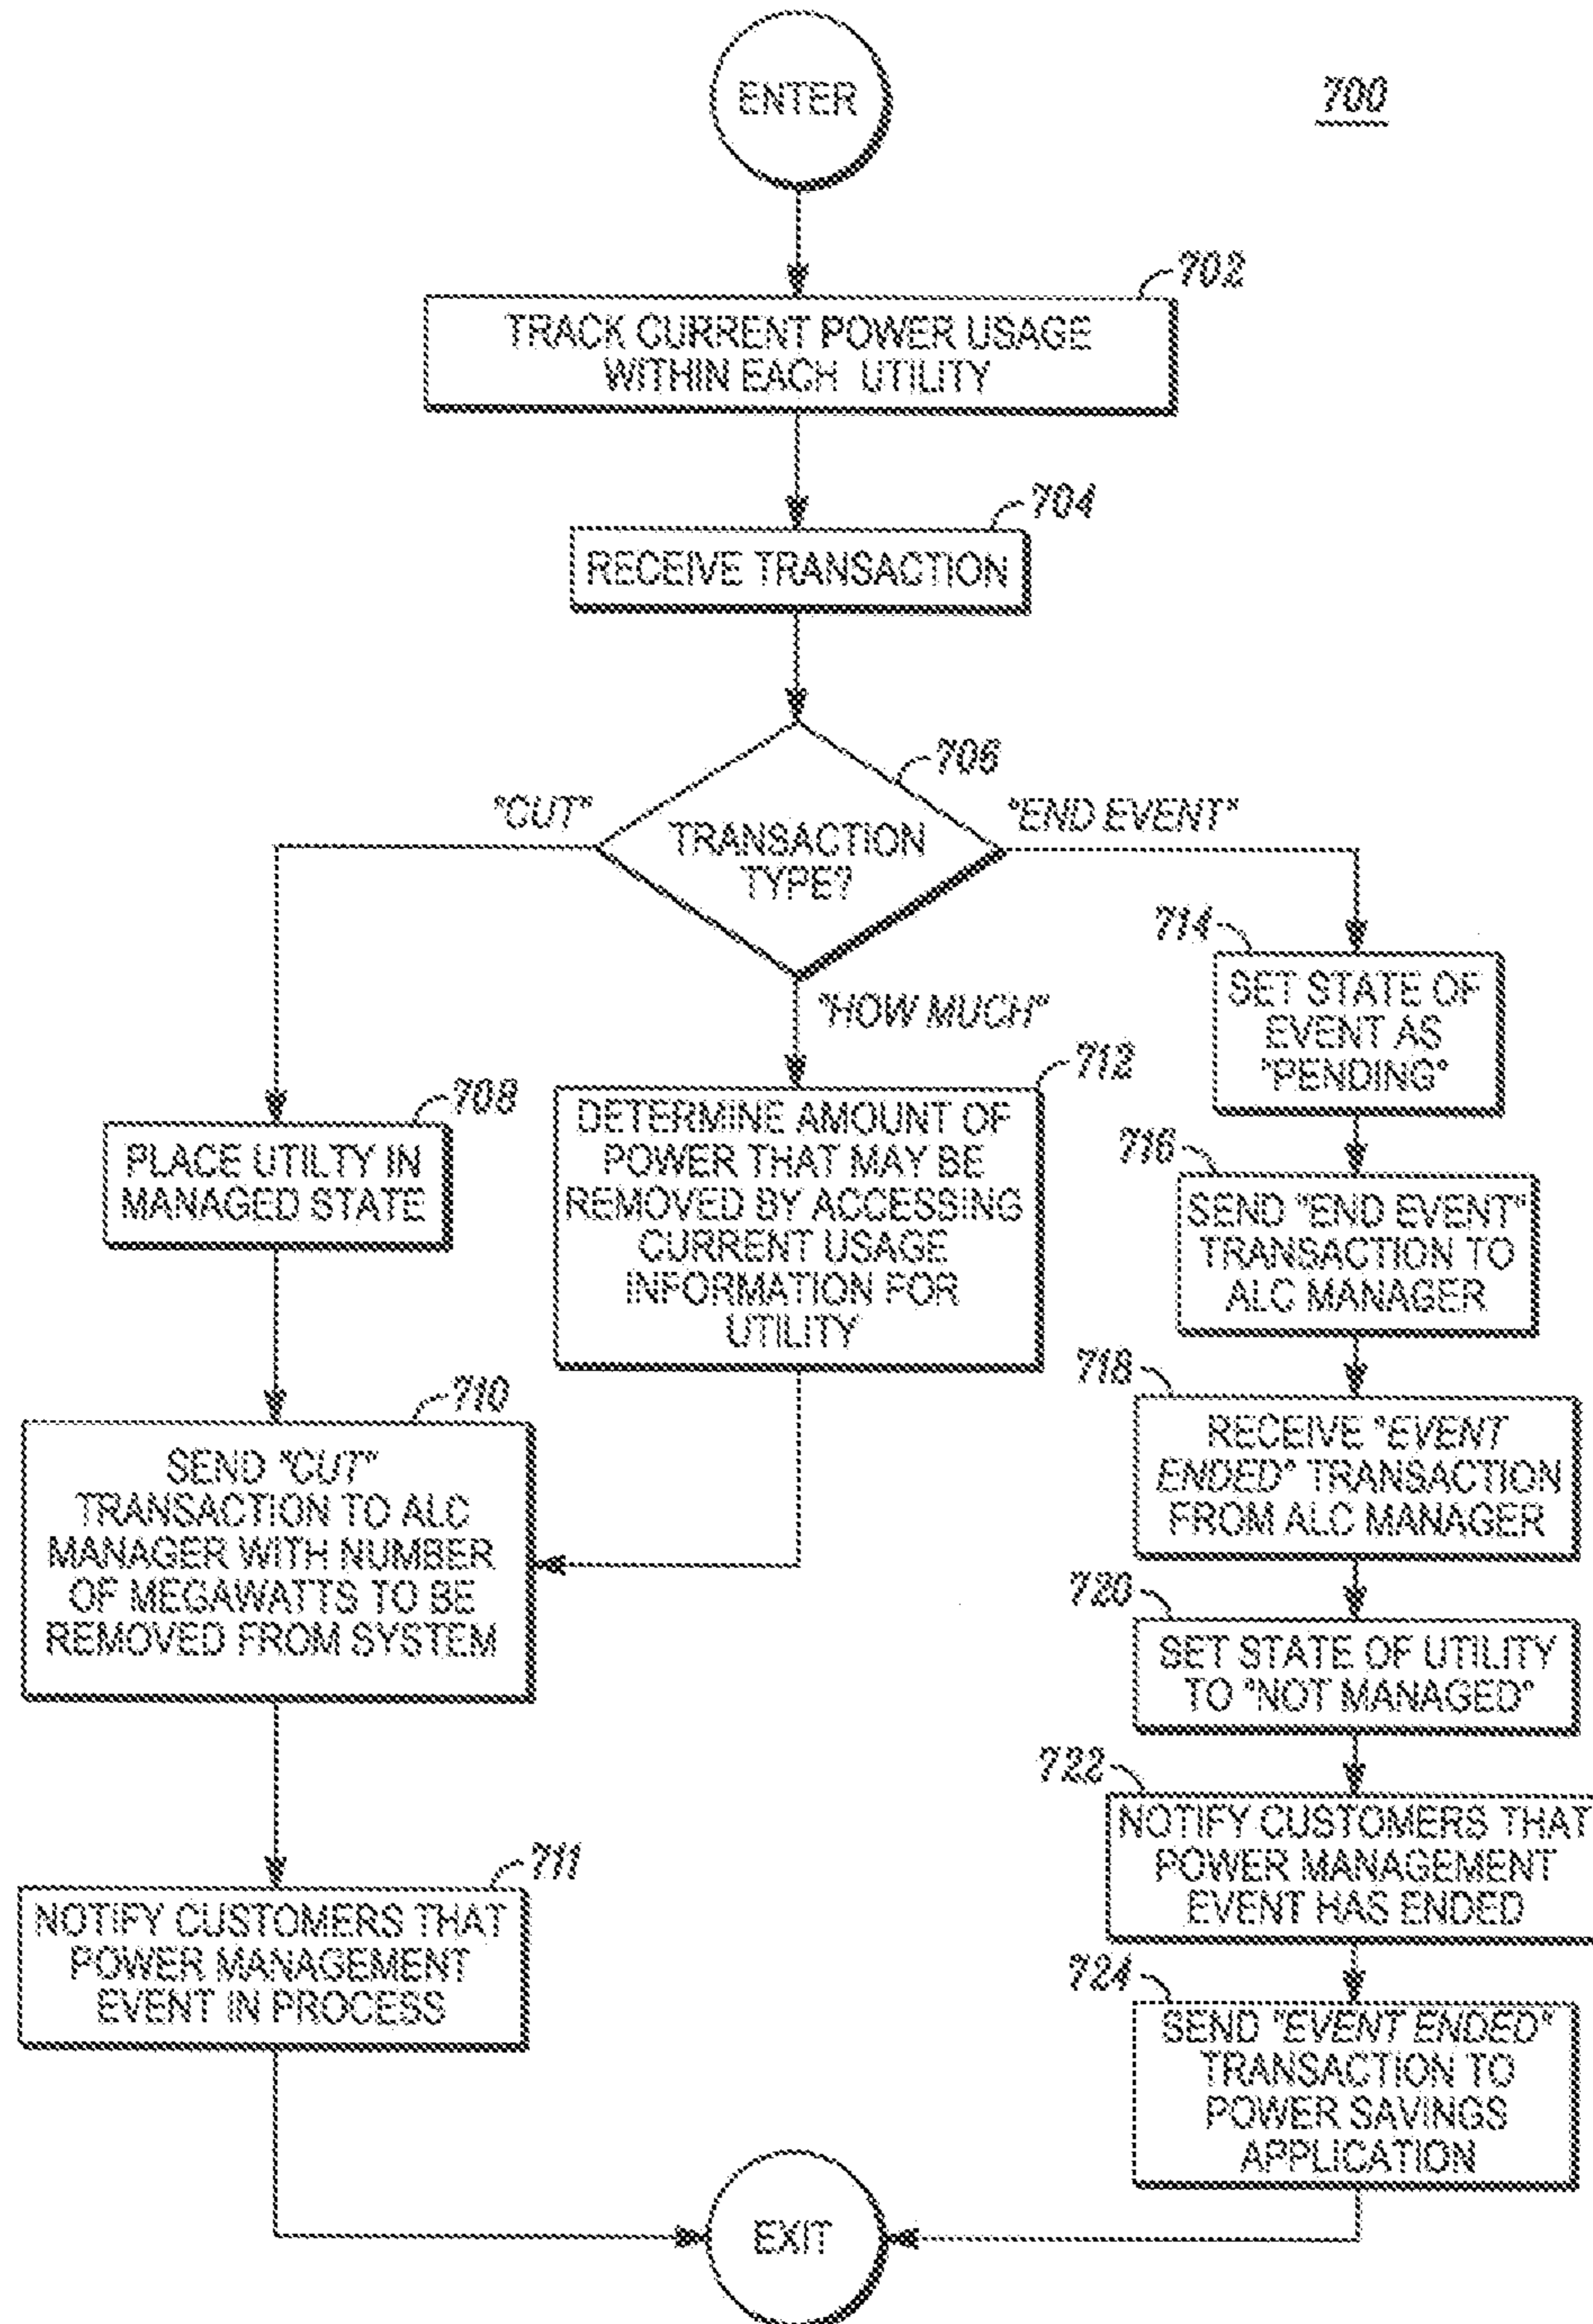 ENTER
700
702
TRACK CURRENT POWER USAGE
WITHIN EACH UTILITY
704
RECEIVE TRANSACTION
706
"CUT"
"END EVENT"
TRANSACTION
TYPE?
"HOW MUCH"
708
PLACE UTILTY IN
MANAGED STATE
712
DETERMINE AMOUNT OF
POWER THAT MAY BE
REMOVED BY ACCESSING
CURRENT USAGE
INFORMATION FOR
UTILITY
710
SEND "CUT"
TRANSACTION TO ALC
MANAGER WITH NUMBER
OF MEGAWATTS TO BE
REMOVED FROM SYSTEM
711
NOTIFY CUSTOMERS THAT
POWER MANAGEMENT
EVENT IN PROCESS
714
SET STATE OF
EVENT AS
"PENDING"
716
SEND "END EVENT"
TRANSACTION TO
ALC MANAGER
718
RECEIVE "EVENT
ENDED" TRANSACTION
FROM ALC MANAGER
720
SET STATE OF UTILITY
TO "NOT MANAGED"
722
NOTIFY CUSTOMERS THAT
POWER MANAGEMENT
EVENT HAS ENDED
724
SEND "EVENT ENDED"
TRANSACTION TO
POWER SAVINGS
APPLICATION
EXIT